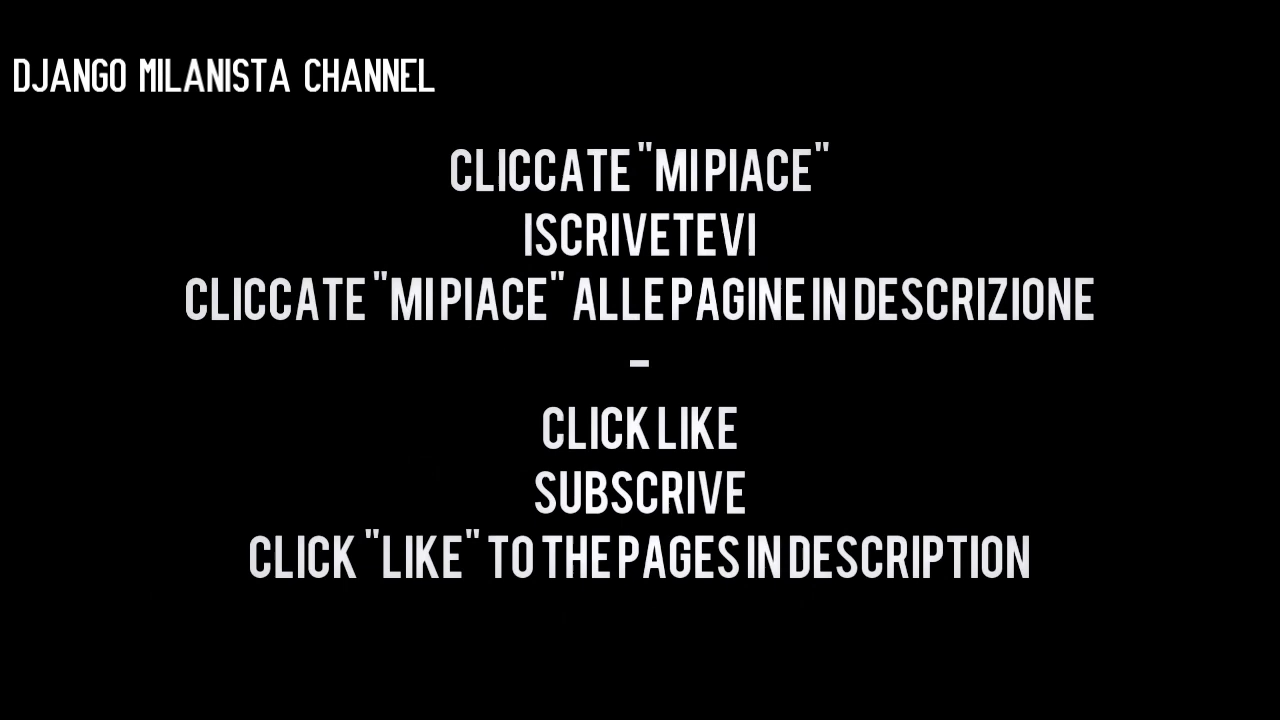 DJANGO MILANISTA CHANNEL
CLICCATE "MI PIACE"
ISCRIVETEVI
CLICCATE "MI PIACE" ALLE PAGINE IN DESCRIZIONE
-
CLICK LIKE
SUBSCRIVE
CLICK "LIKE" TO THE PAGES IN DESCRIPTION